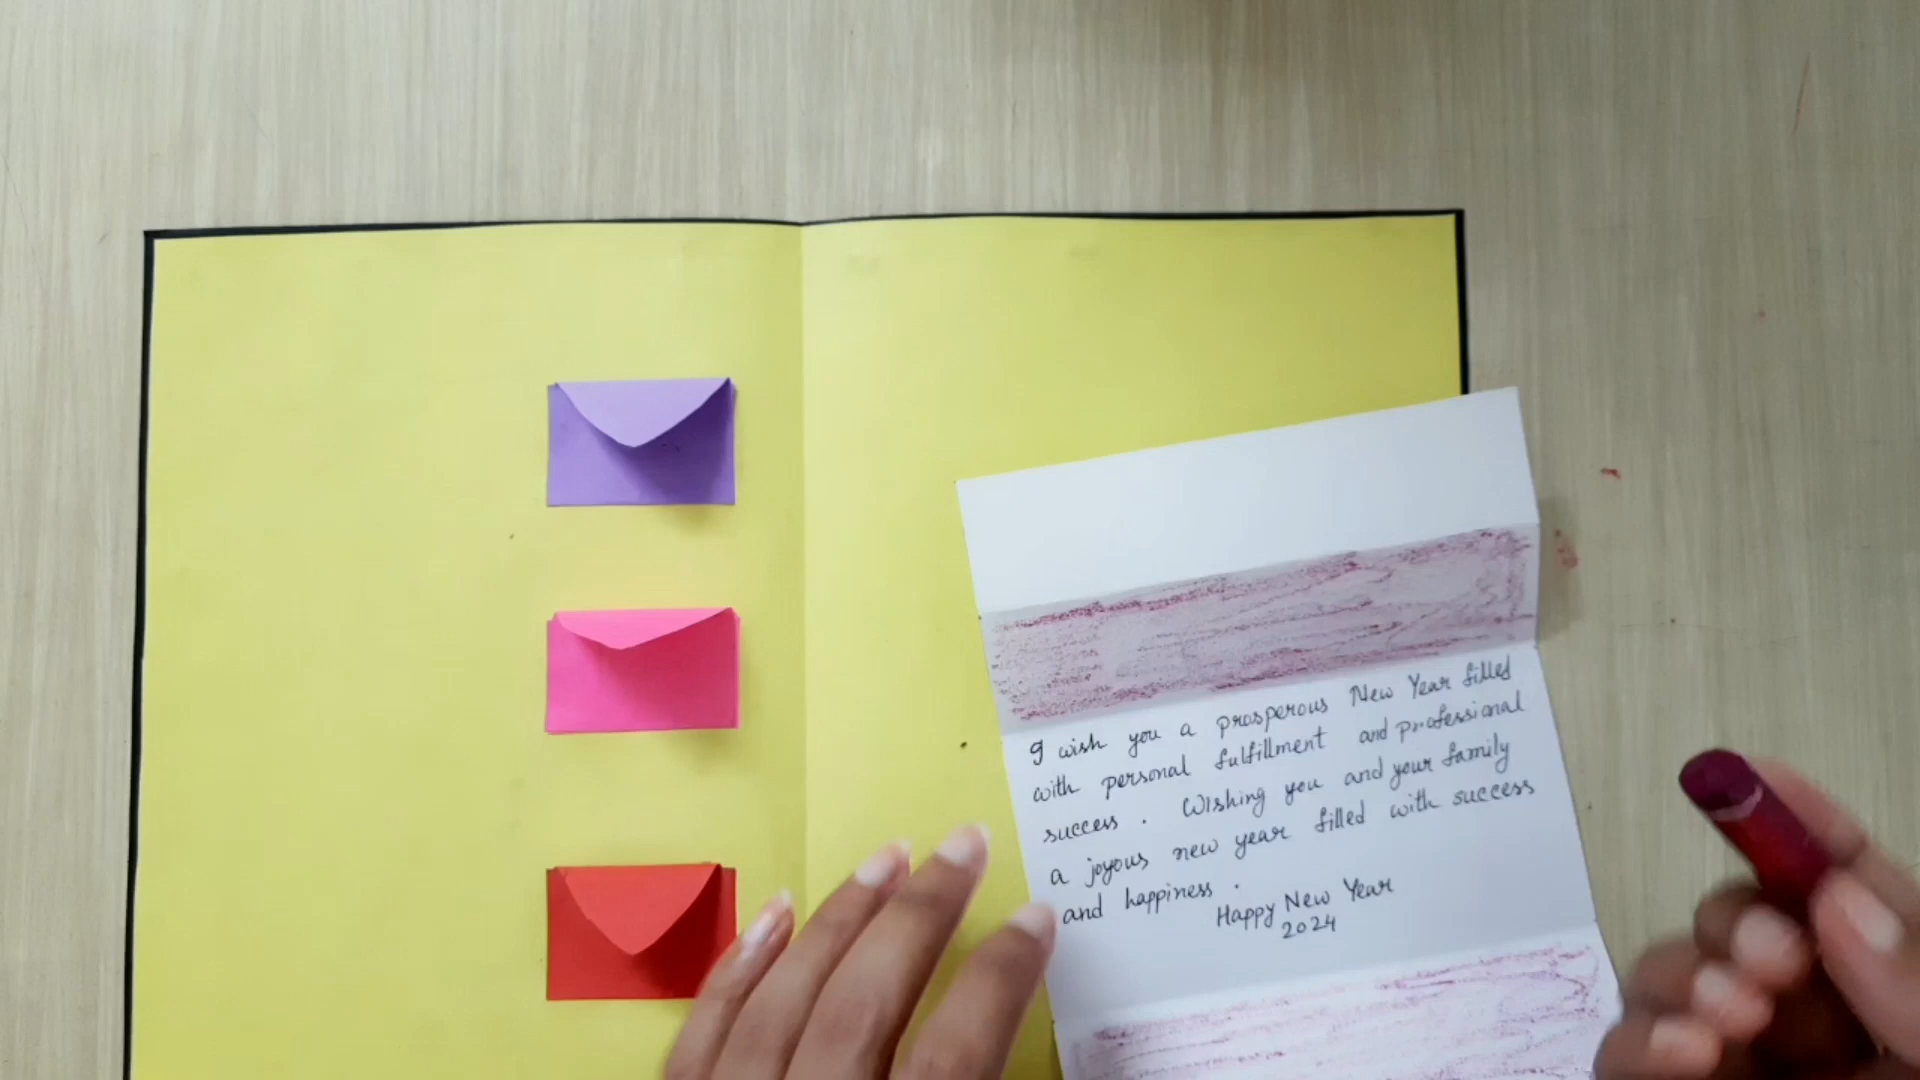 I wish you a prosperous New Year filled
with personal fulfillment and professional
success . Wishing you and your family
a joyous new year filled with success
and happiness .
Happy New Year
2024